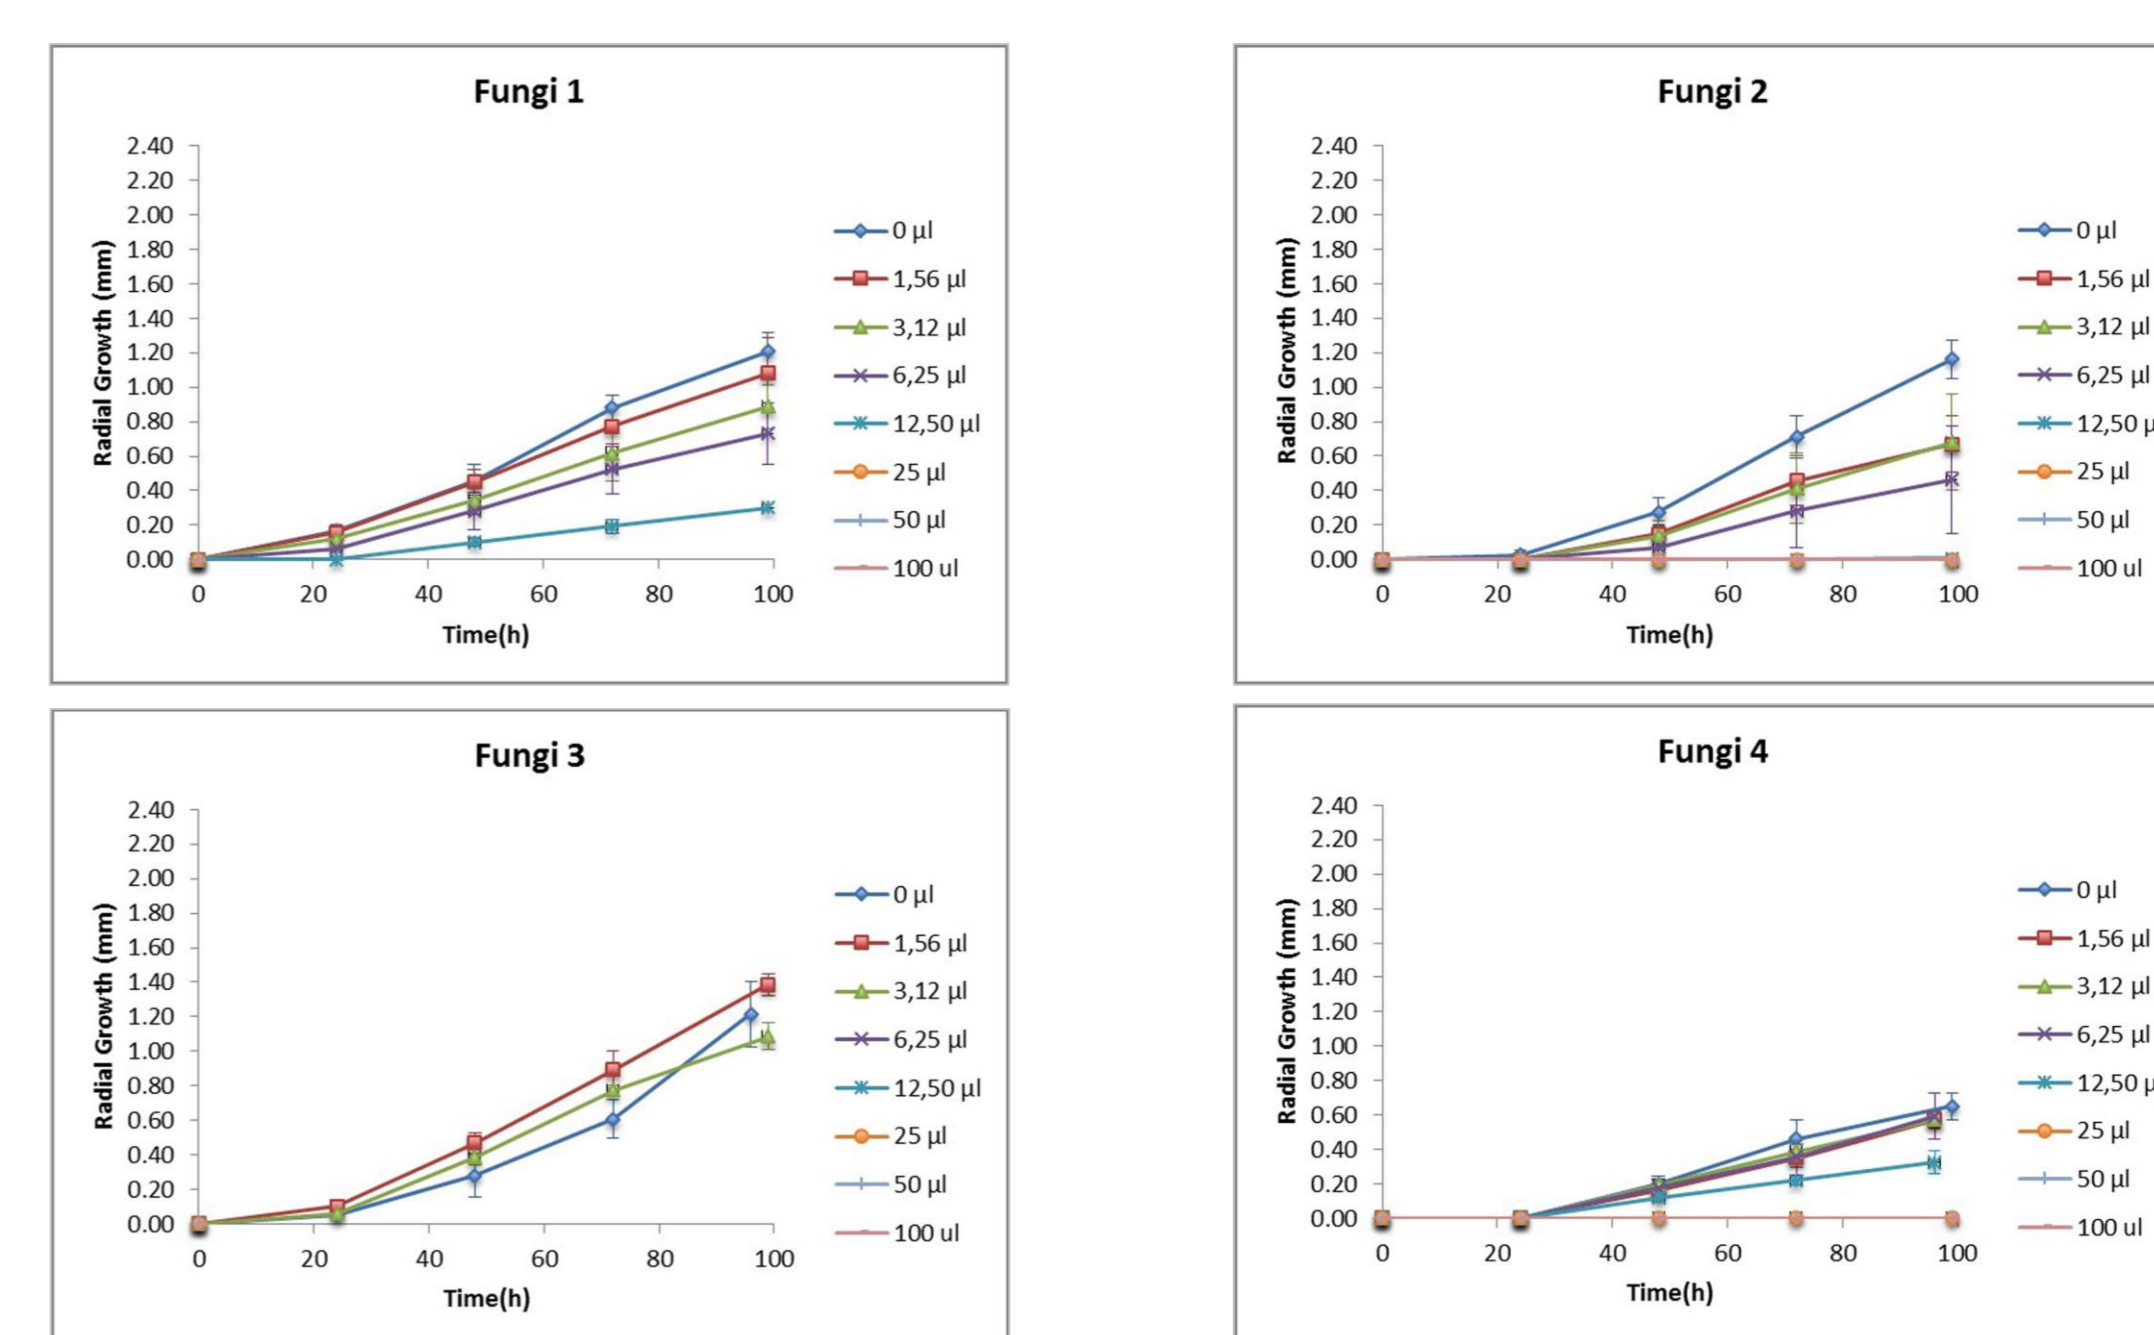 Fungi 1
2.40
2.20
2.00
1.80
1.60
1.40
1.20
1.00
0.80
0.60
0.40
0.20
0.00
Radial Growth (mm)
0 20 40 60 80 100
Time(h)
0 µl
1,56 µl
3,12 µl
6,25 µl
12,50 µl
25 µl
50 µl
100 ul
Fungi 2
2.40
2.20
2.00
1.80
1.60
1.40
1.20
1.00
0.80
0.60
0.40
0.20
0.00
Radial Growth (mm)
0 20 40 60 80 100
Time(h)
0 µl
1,56 µl
3,12 µl
6,25 µl
12,50 µ
25 µl
50 µl
100 ul
Fungi 3
2.40
2.20
2.00
1.80
1.60
1.40
1.20
1.00
0.80
0.60
0.40
0.20
0.00
Radial Growth (mm)
0 20 40 60 80 100
Time(h)
0 µl
1,56 µl
3,12 µl
6,25 µl
12,50 µl
25 µl
50 µl
100 ul
Fungi 4
2.40
2.20
2.00
1.80
1.60
1.40
1.20
1.00
0.80
0.60
0.40
0.20
0.00
Radial Growth (mm)
0 20 40 60 80 100
Time(h)
0 µl
1,56 µl
3,12 µl
6,25 µl
12,50 µ
25 µl
50 µl
100 ul